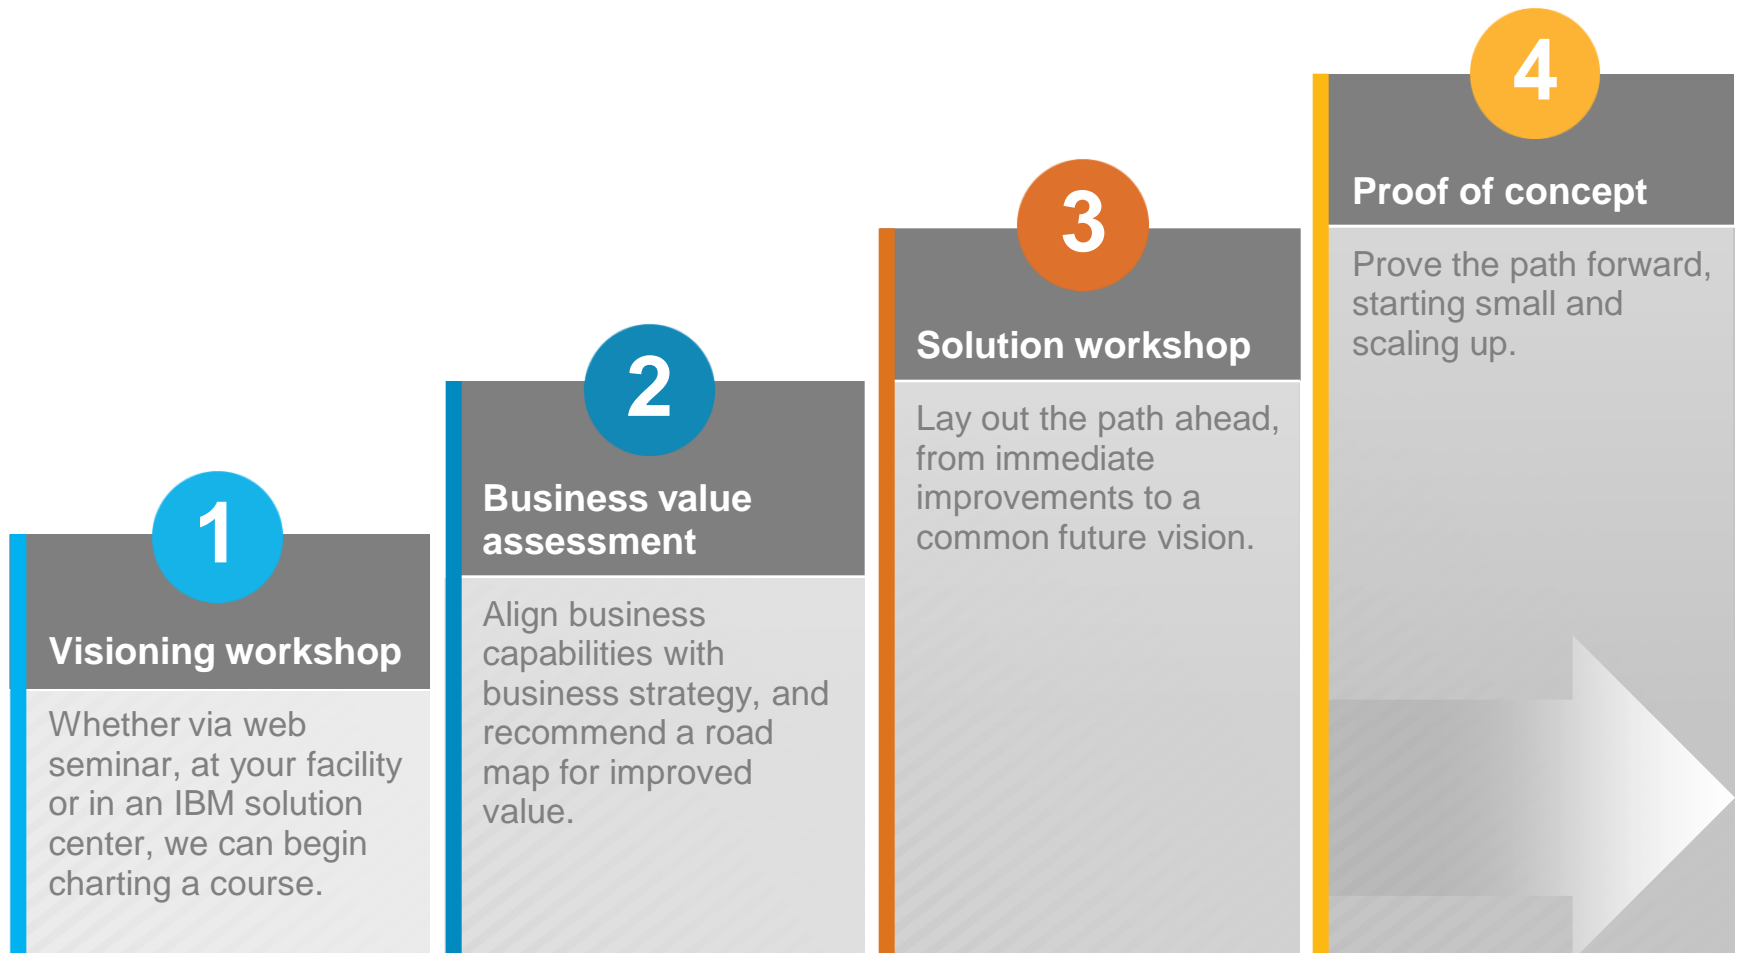 1
Visioning workshop
Whether via web
seminar, at your facility
or in an IBM solution
center, we can begin
charting a course.
2
Business value
assessment
Align business
capabilities with
business strategy, and
recommend a road
map for improved
value.
3
Solution workshop
Lay out the path ahead,
from immediate
improvements to a
common future vision.
4
Proof of concept
Prove the path forward,
starting small and
scaling up.